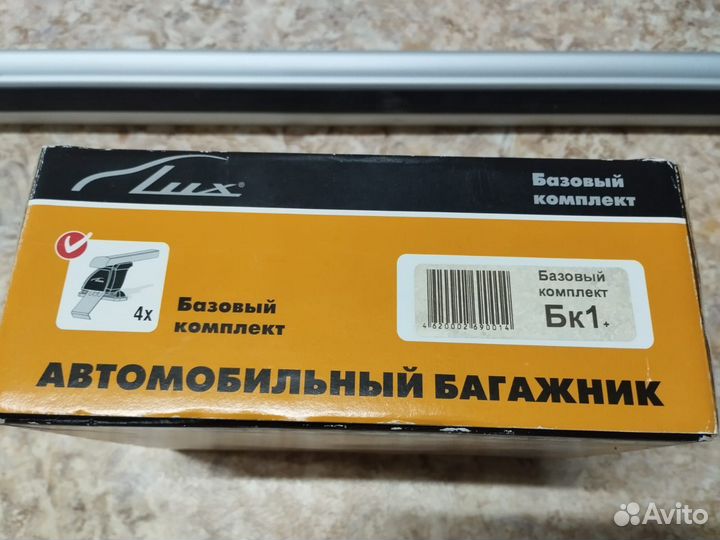 Lux®
Базовый
комплект
4x
Базовый
комплект
4620002690014
Базовый
комплект
Бк1+
АВТОМОБИЛЬНЫЙ БАГАЖНИК
Avito